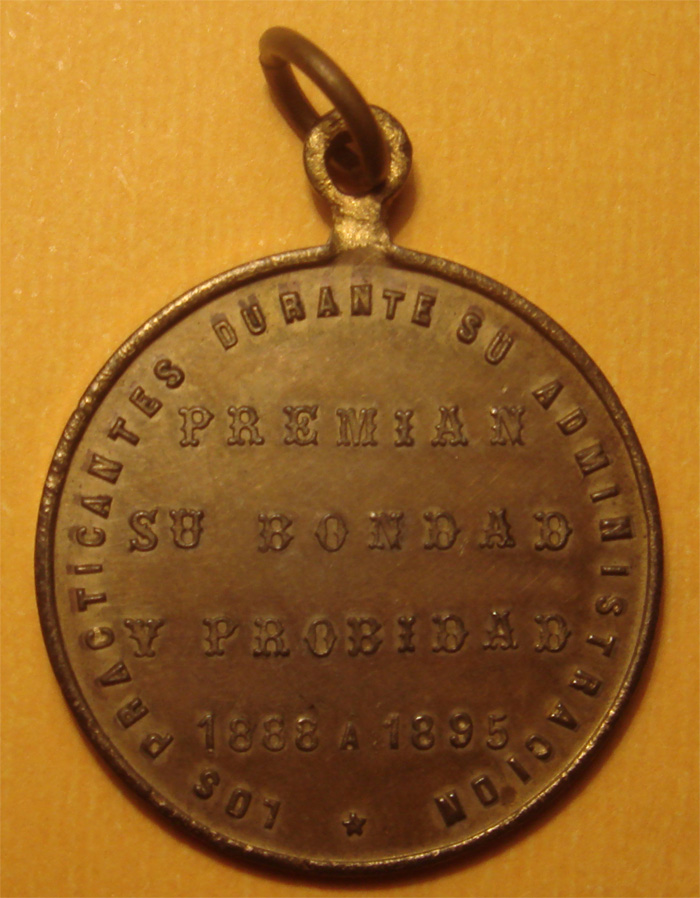 LOS PRACTICANTES DURANTE SU ADMINISTRACION
PREMIAN
SU BONDAD
Y PROBIDAD
1888 A 1895